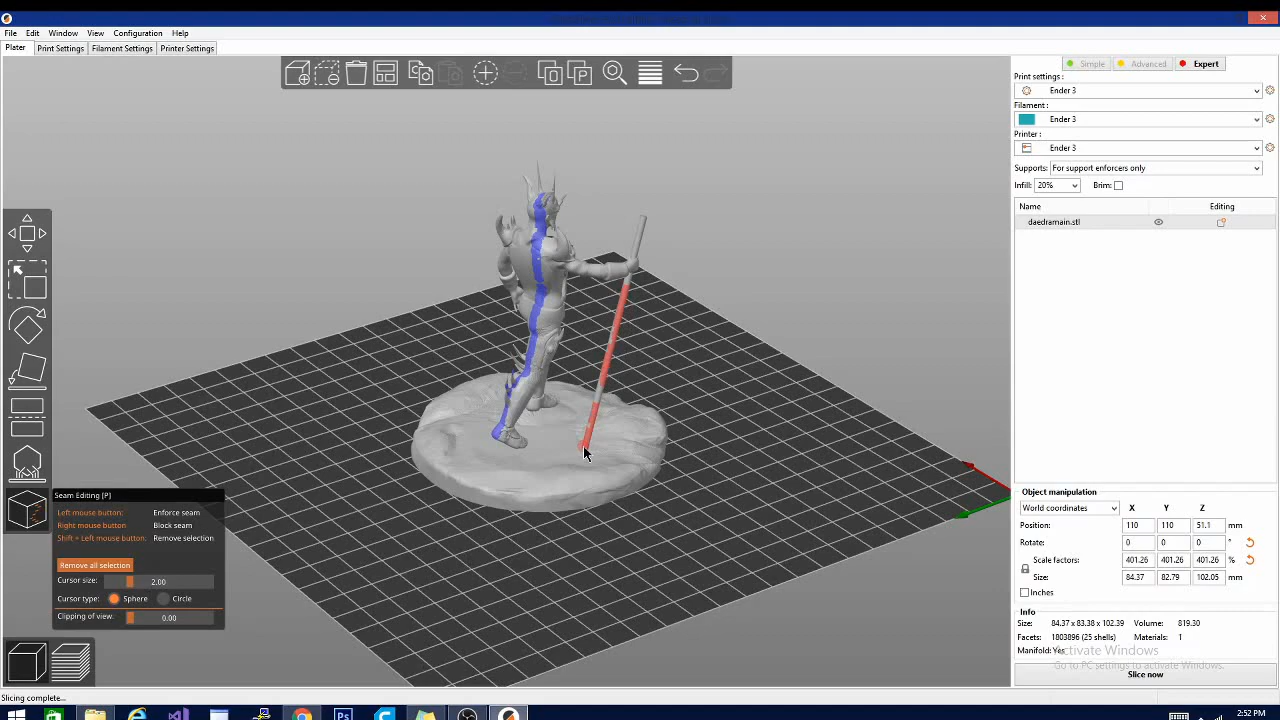 File Edit Window View Configuration Help
Plater Print Settings Filament Settings Printer Settings
Simple Advanced Expert
Print settings :
Ender 3
Filament :
Ender 3
Printer :
Ender 3
Supports: For support enforcers only
Infill: 20% Brim:
Name Editing
daedramain.stl
Seam Editing [P]
Left mouse button: Enforce seam
Right mouse button Block seam
Shift + Left mouse button: Remove selection
Remove all selection
Cursor size: 2.00
Cursor type: Sphere Circle
Clipping of view: 0.00
Object manipulation
World coordinates X Y Z
Position: 110 110 51.1 mm
Rotate: 0 0 0 °
Scale factors: 401.26 401.26 401.26 %
Size: 84.37 82.79 102.05 mm
Inches
Info
Size: 84.37 x 83.38 x 102.39 Volume: 819.30
Facets: 1803896 (25 shells) Materials: 1
Manifold: Yes
Activate Windows
Go to PC settings to activate Windows.
Slice now
Slicing complete...
2:52 PM